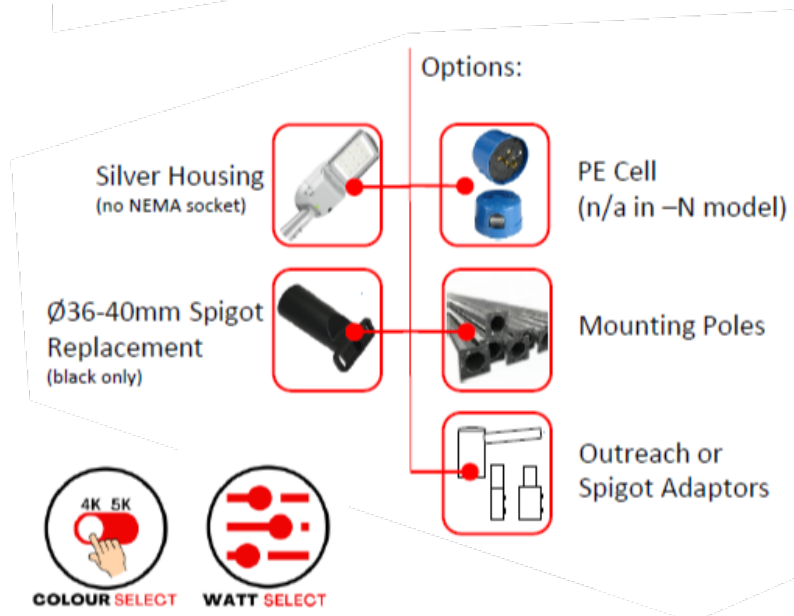 Options:
Silver Housing
(no NEMA socket)
PE Cell
(n/a in –N model)
Ø36-40mm Spigot
Replacement
(black only)
Mounting Poles
Outreach or
Spigot Adaptors
4K 5K
COLOUR SELECT
WATT SELECT